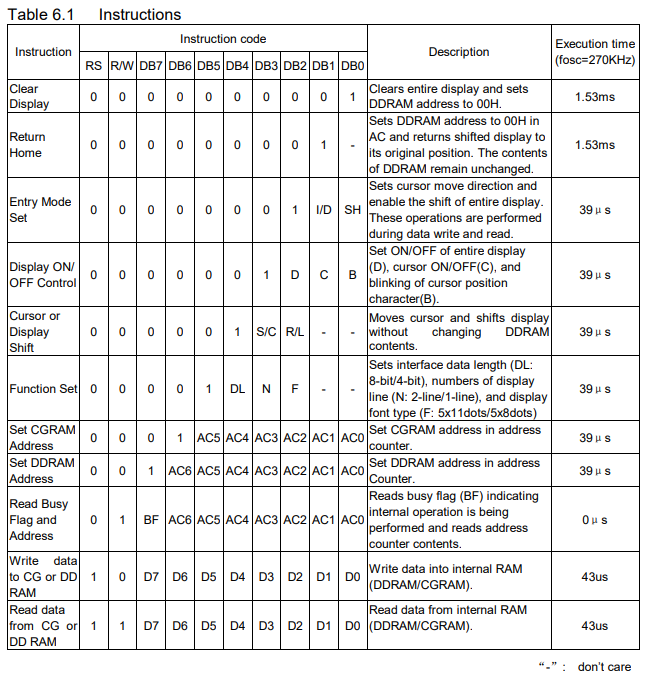 Table 6.1 Instructions
Instruction Instruction code Description Execution time (fosc=270KHz)
RS R/W DB7 DB6 DB5 DB4 DB3 DB2 DB1 DB0
Clear Display 0 0 0 0 0 0 0 0 0 1 Clears entire display and sets DDRAM address to 00H. 1.53ms
Return Home 0 0 0 0 0 0 0 0 1 - Sets DDRAM address to 00H in AC and returns shifted display to its original position. The contents of DDRAM remain unchanged. 1.53ms
Entry Mode Set 0 0 0 0 0 0 0 1 I/D SH Sets cursor move direction and enable the shift of entire display. These operations are performed during data write and read. 39μs
Display ON/ OFF Control 0 0 0 0 0 0 1 D C B Set ON/OFF of entire display (D), cursor ON/OFF(C), and blinking of cursor position character(B). 39μs
Cursor or Display Shift 0 0 0 0 0 1 S/C R/L - - Moves cursor and shifts display without changing DDRAM contents. 39μs
Function Set 0 0 0 0 1 DL N F - - Sets interface data length (DL: 8-bit/4-bit), numbers of display line (N: 2-line/1-line), and display font type (F: 5x11dots/5x8dots) 39μs
Set CGRAM Address 0 0 0 1 AC5 AC4 AC3 AC2 AC1 AC0 Set CGRAM address in address counter. 39μs
Set DDRAM Address 0 0 1 AC6 AC5 AC4 AC3 AC2 AC1 AC0 Set DDRAM address in address Counter. 39μs
Read Busy Flag and Address 0 1 BF AC6 AC5 AC4 AC3 AC2 AC1 AC0 Reads busy flag (BF) indicating internal operation is being performed and reads address counter contents. 0μs
Write data to CG or DD RAM 1 0 D7 D6 D5 D4 D3 D2 D1 D0 Write data into internal RAM (DDRAM/CGRAM). 43us
Read data from CG or DD RAM 1 1 D7 D6 D5 D4 D3 D2 D1 D0 Read data from internal RAM (DDRAM/CGRAM). 43us
“-”: don't care